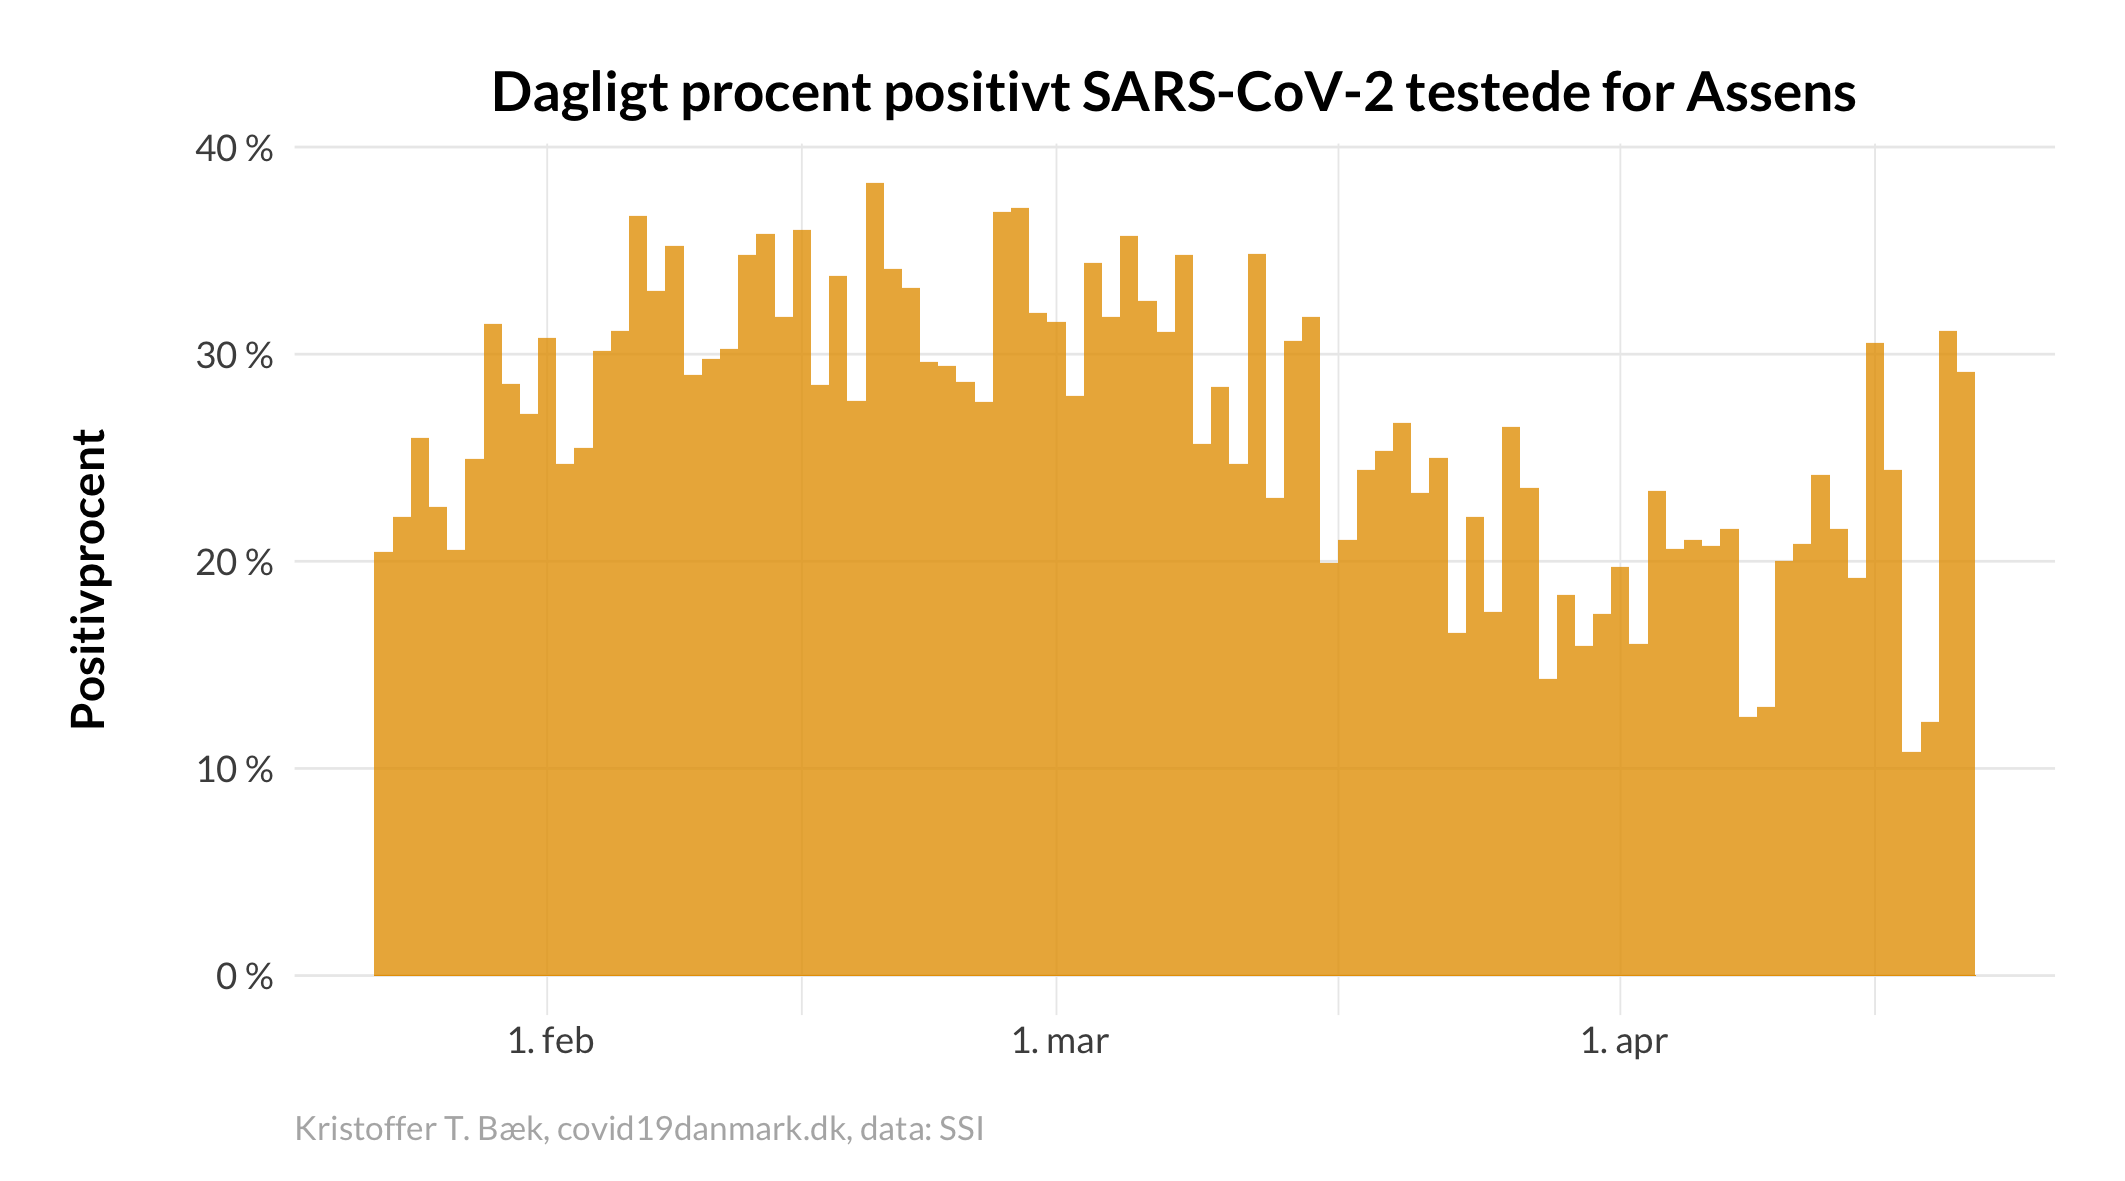 Dagligt procent positivt SARS-CoV-2 testede for Assens
Positivprocent
40 %
30 %
20 %
10 %
0 %
1. feb
1. mar
1. apr
Kristoffer T. Bæk, covid19danmark.dk, data: SSI